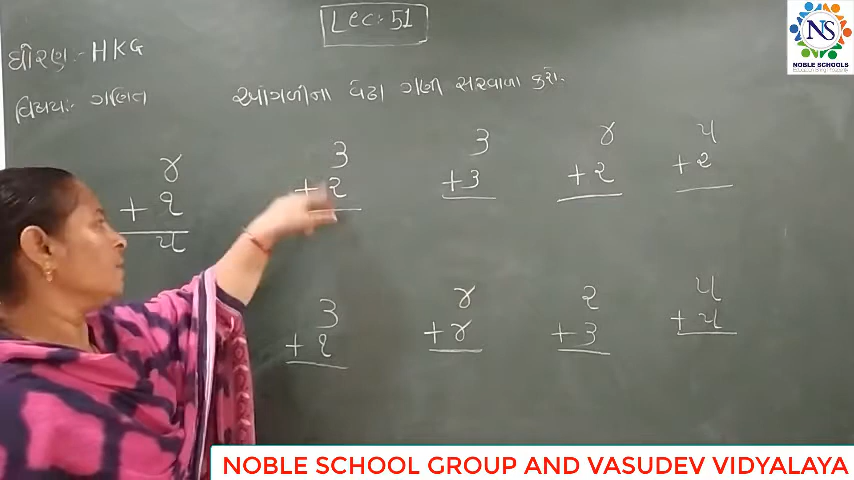 Lec:- 51
ધોરણ:- HKG
વિષય:- ગણિત
આંગળીના વેઢા ગણી સરવાળા કરો.
૪ ૩ ૩ ૪ ૫
+ ૧ + ૨ + ૩ + ૨ + ૨
૫
૩ ૪ ૨ ૫
+ ૧ + ૪ + ૩ + ૫
NS
NOBLE SCHOOLS
NOBLE SCHOOL GROUP AND VASUDEV VIDYALAYA